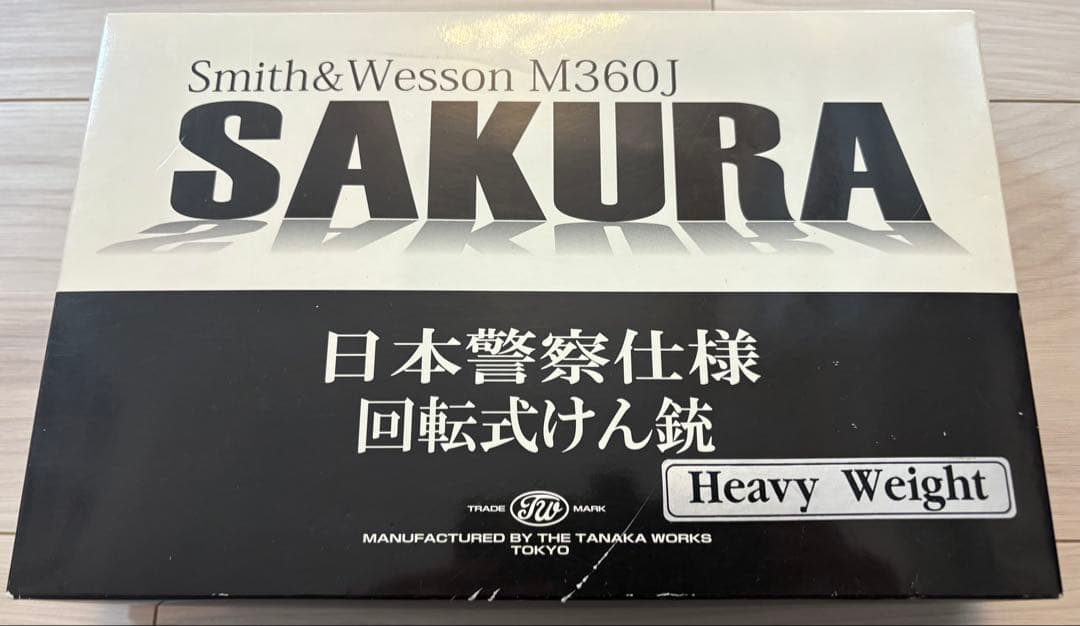 Smith&Wesson M360J
SAKURA
日本警察仕様
回転式けん銃
Heavy Weight
TRADE TW MARK
MANUFACTURED BY THE TANAKA WORKS
TOKYO